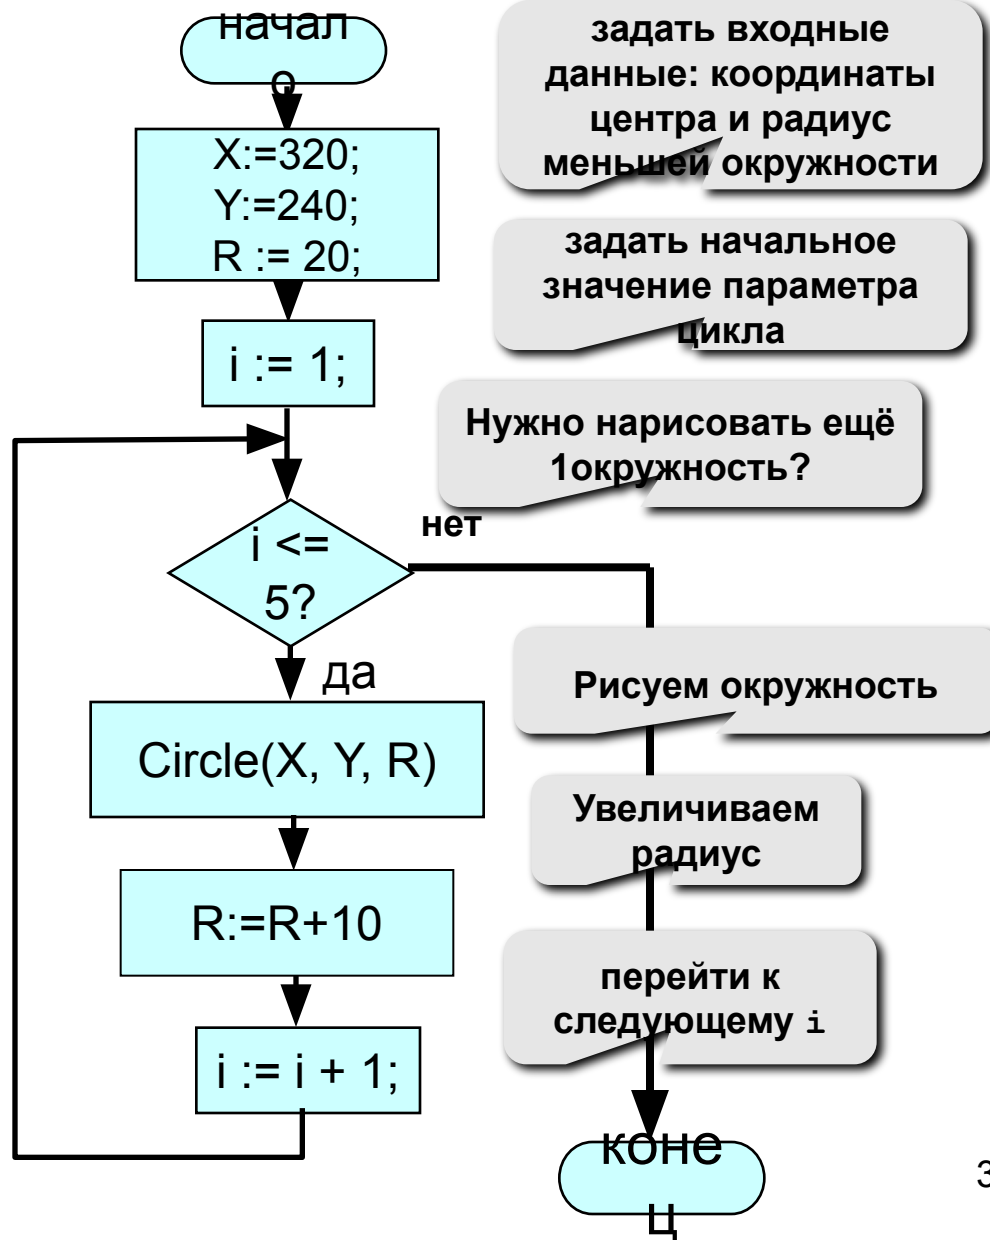 начал
о
задать входные
данные: координаты
центра и радиус
меньшей окружности
X:=320;
Y:=240;
R := 20;
задать начальное
значение параметра
цикла
i := 1;
Нужно нарисовать ещё
1окружность?
нет
i <=
5?
да
Рисуем окружность
Circle(X, Y, R)
Увеличиваем
радиус
R:=R+10
перейти к
следующему i
i := i + 1;
коне
ц
3